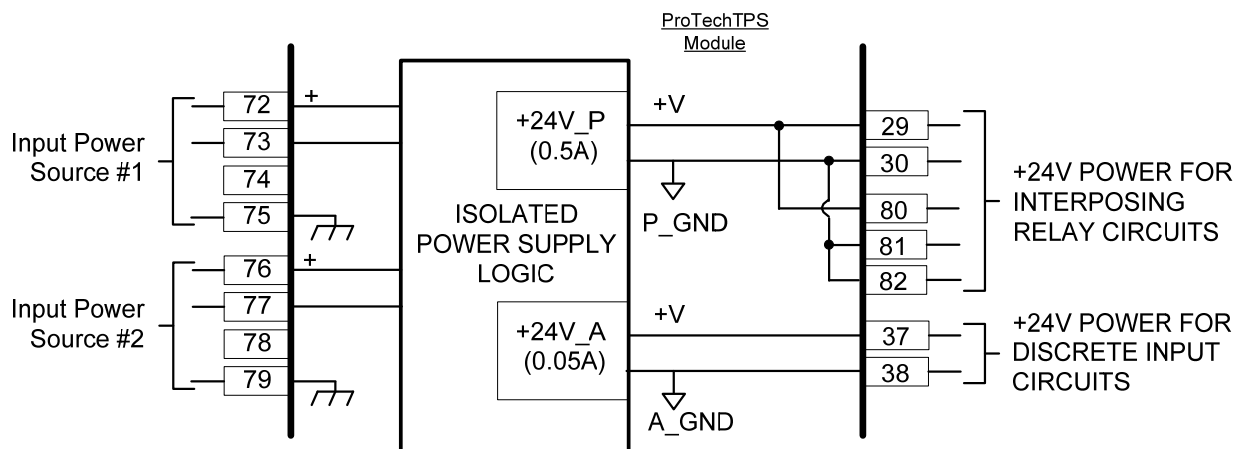 ProTechTPS
Module
72
+
73
74
75
Input Power
Source #1
76
+
77
78
79
Input Power
Source #2
ISOLATED
POWER SUPPLY
LOGIC
+24V_P
(0.5A)
+V
P_GND
+24V_A
(0.05A)
+V
A_GND
29
30
80
81
82
+24V POWER FOR
INTERPOSING
RELAY CIRCUITS
37
38
+24V POWER FOR
DISCRETE INPUT
CIRCUITS